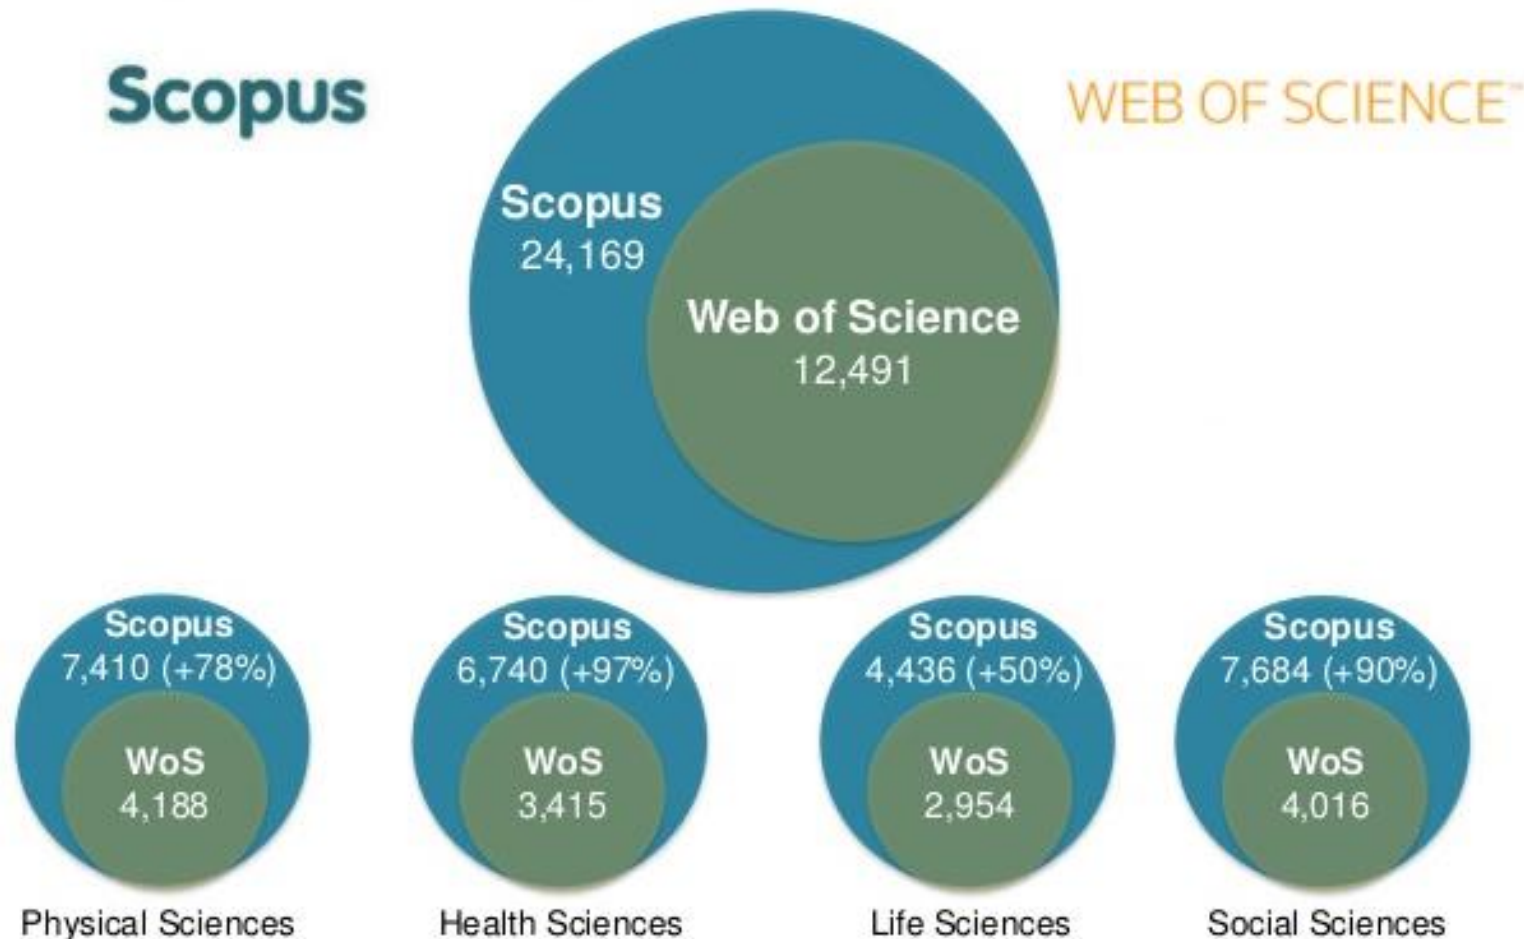 Scopus
WEB OF SCIENCE™
Scopus
24,169
Web of Science
12,491
Scopus
7,410 (+78%)
WoS
4,188
Physical Sciences
Scopus
6,740 (+97%)
WoS
3,415
Health Sciences
Scopus
4,436 (+50%)
WoS
2,954
Life Sciences
Scopus
7,684 (+90%)
WoS
4,016
Social Sciences